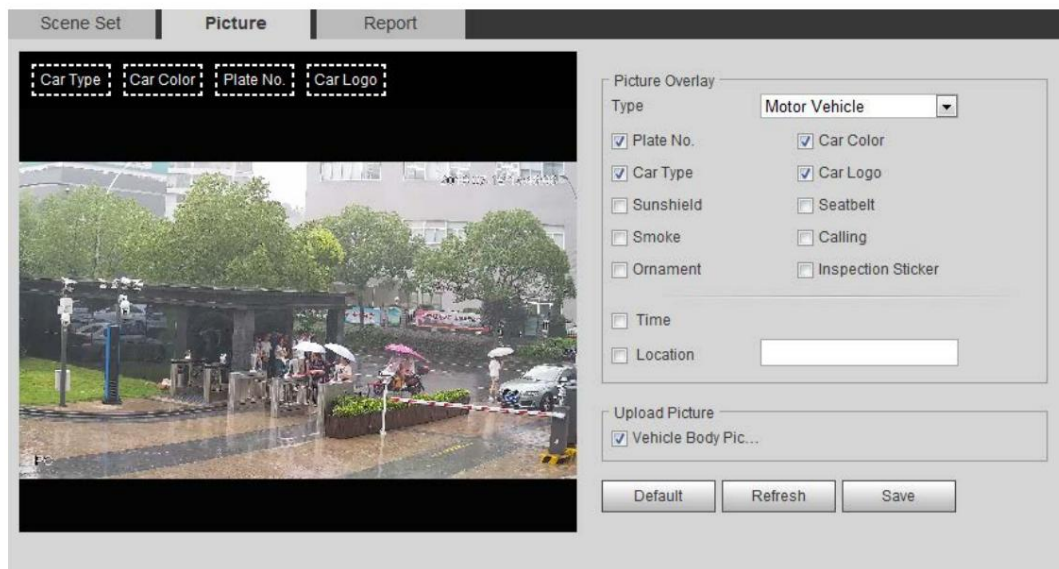 Scene Set Picture Report
Car Type Car Color Plate No. Car Logo
Picture Overlay
Type Motor Vehicle
Plate No. Car Color
Car Type Car Logo
Sunshield Seatbelt
Smoke Calling
Ornament Inspection Sticker
Time
Location
Upload Picture
Vehicle Body Pic...
Default Refresh Save